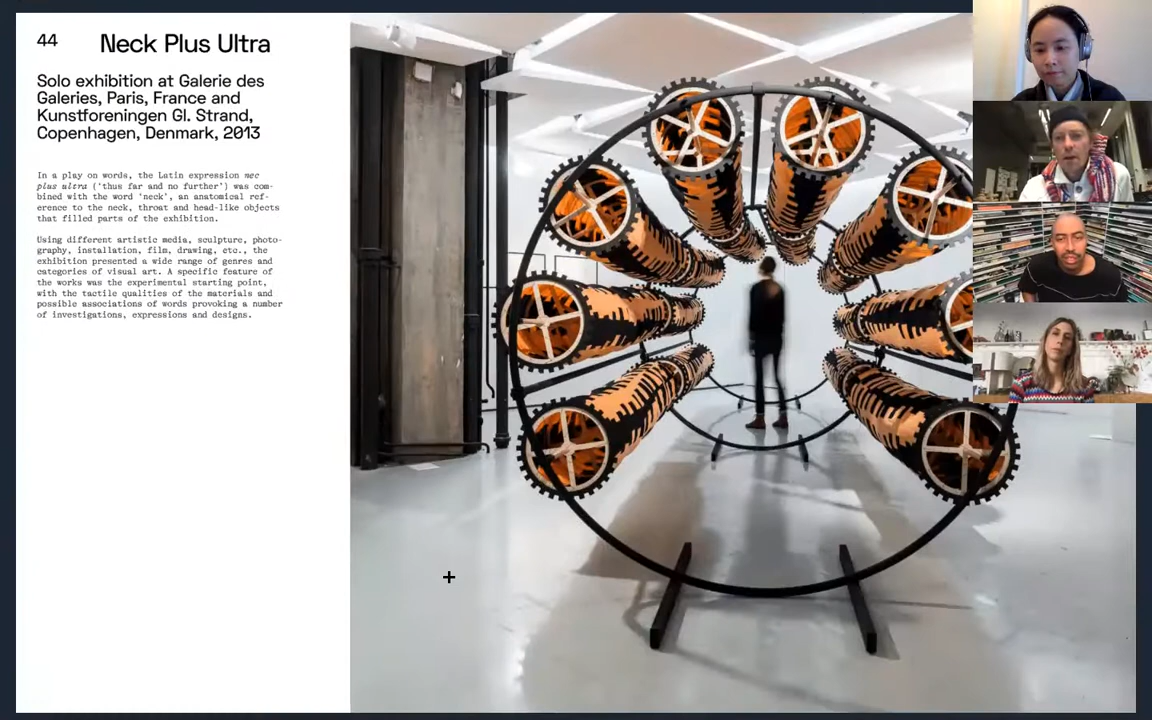 44 Neck Plus Ultra
Solo exhibition at Galerie des
Galeries, Paris, France and
Kunstforeningen Gl. Strand,
Copenhagen, Denmark, 2013
In a play on words, the Latin expression nec
plus ultra ('thus far and no further') was com-
bined with the word 'neck', an anatomical ref-
erence to the neck, throat and head-like objects
that filled parts of the exhibition.
Using different artistic media, sculpture, photo-
graphy, installation, film, drawing, etc., the
exhibition presented a wide range of genres and
categories of visual art. A specific feature of
the works was the experimental starting point,
with the tactile qualities of the materials and
possible associations of words provoking a number
of investigations, expressions and designs.